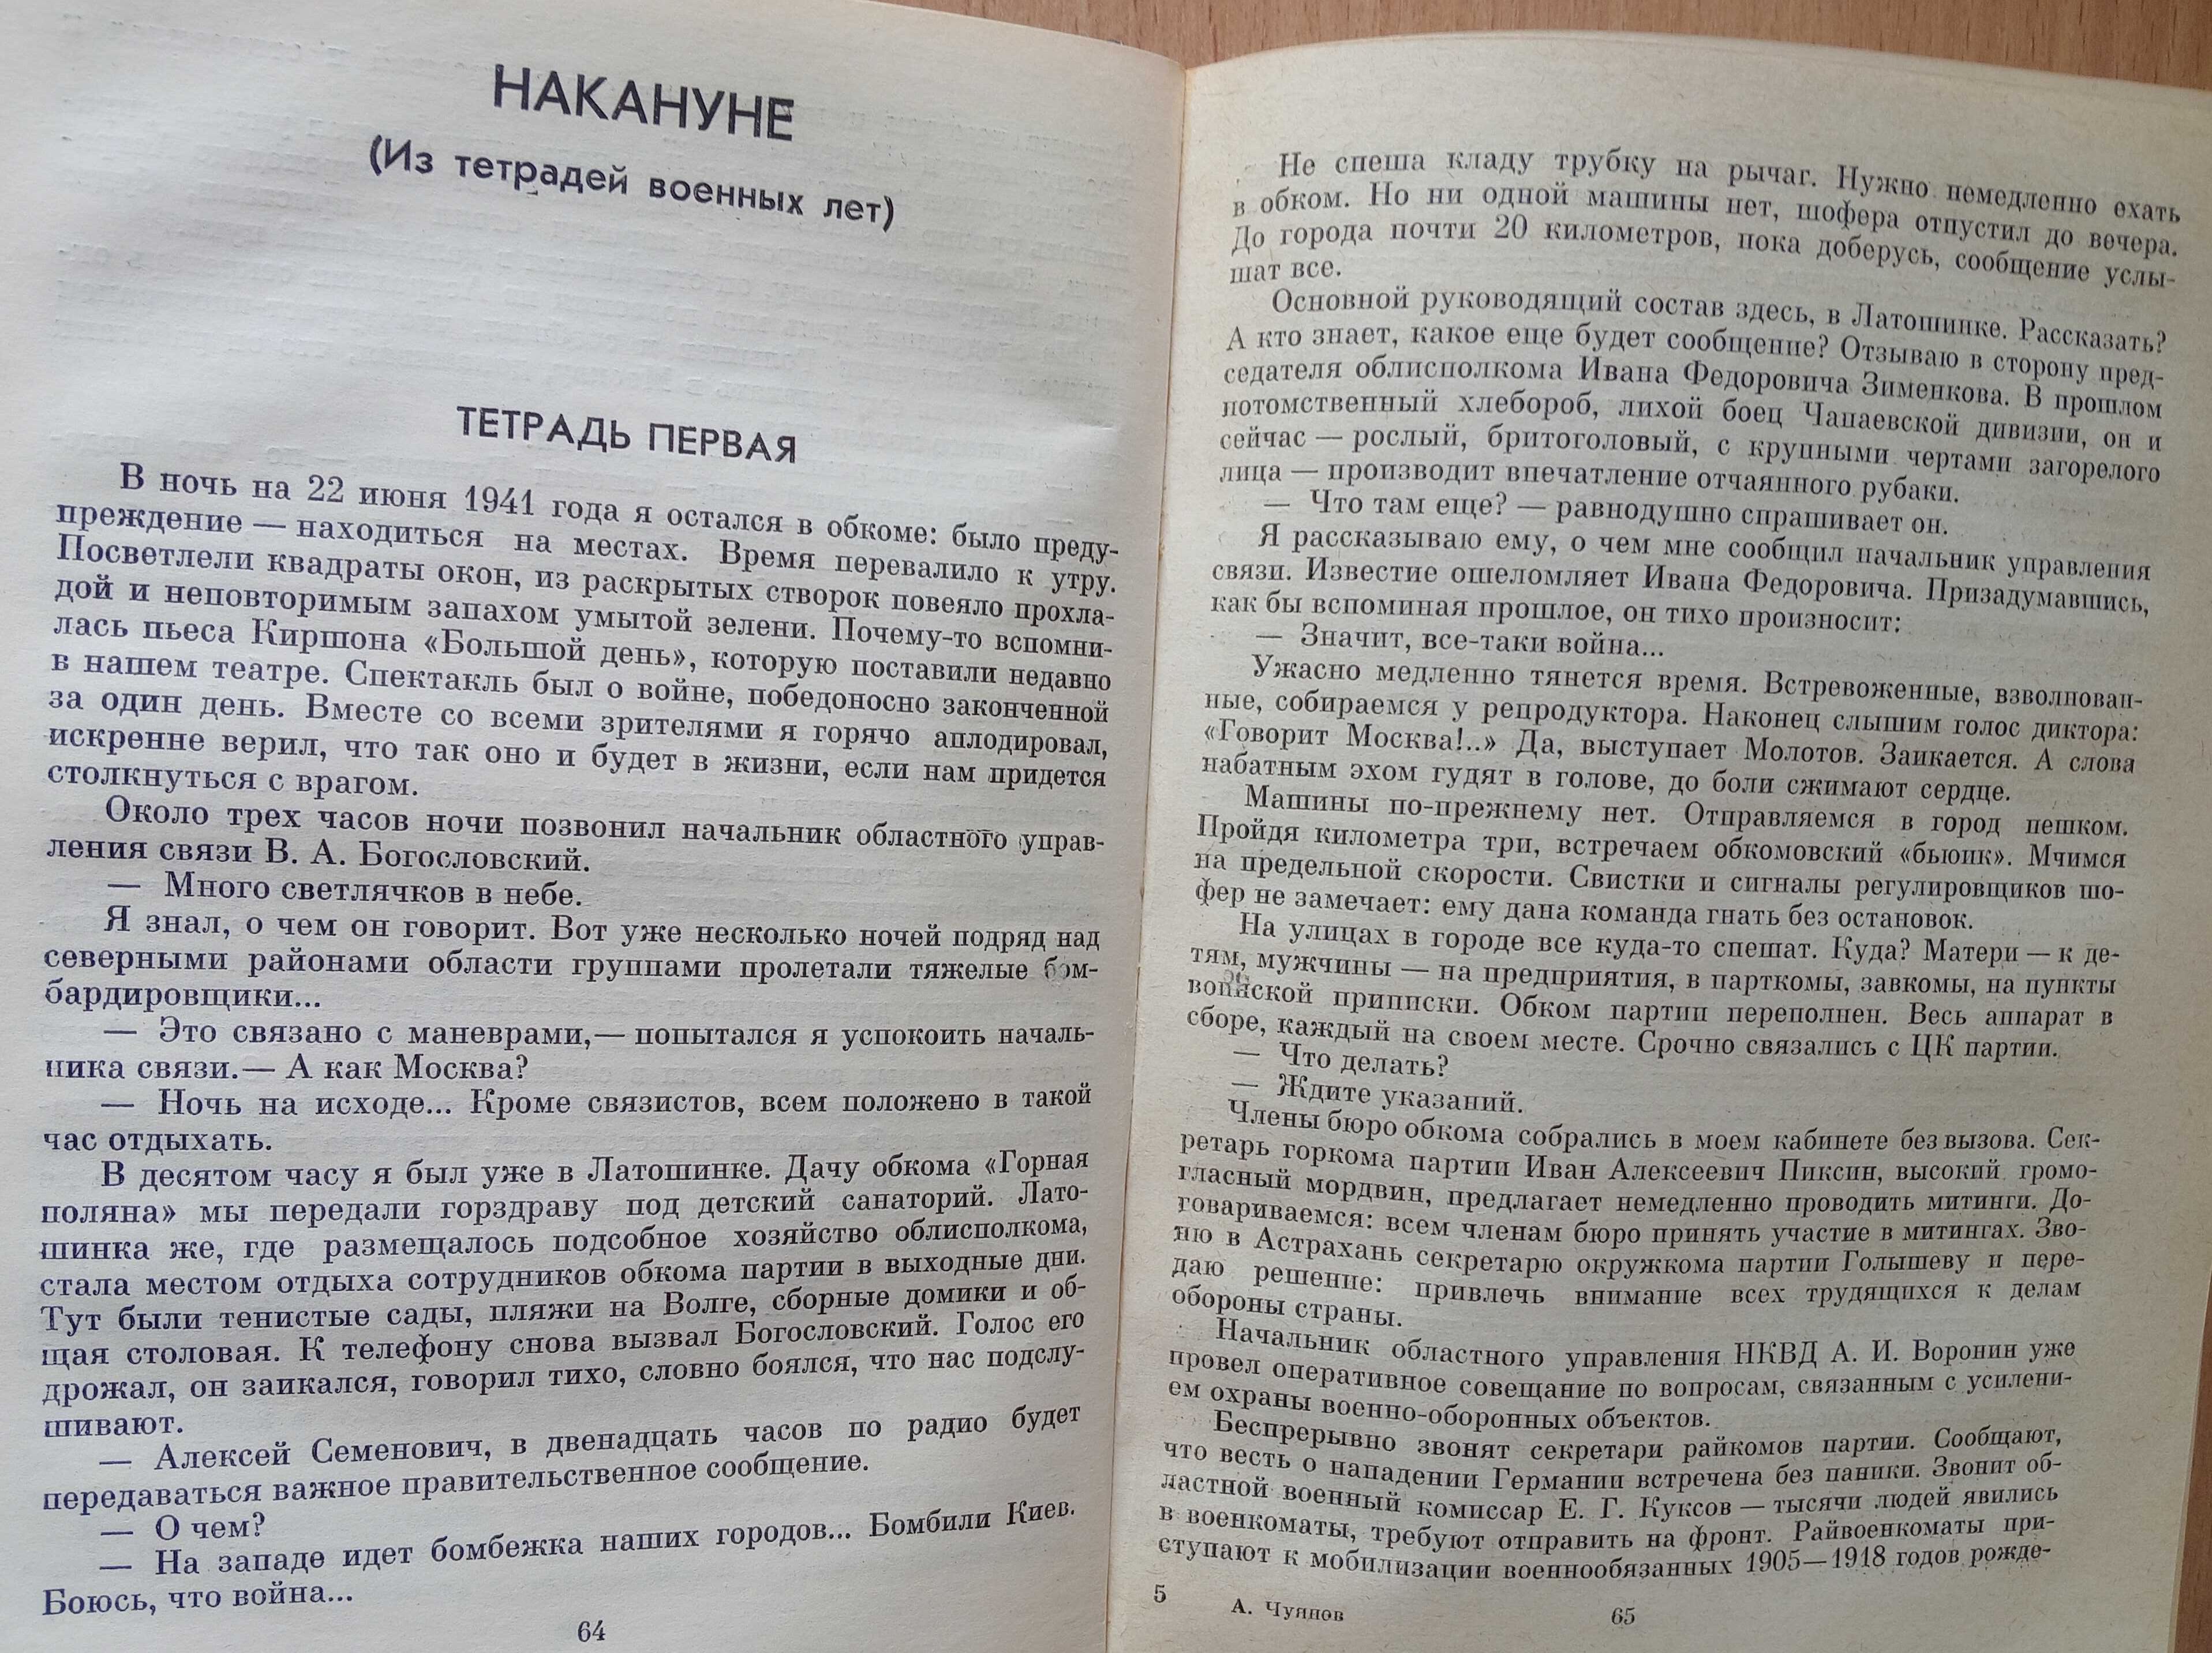 НАКАНУНЕ
(Из тетрадей военных лет)
ТЕТРАДЬ ПЕРВАЯ
В ночь на 22 июня 1941 года я остался в обкоме: было преду-
преждение — находиться на местах. Время перевалило к утру.
Посветлели квадраты окон, из раскрытых створок повеяло прохла-
дой и неповторимым запахом умытой зелени. Почему-то вспомни-
лась пьеса Киршона «Большой день», которую поставили недавно
в нашем театре. Спектакль был о войне, победоносно законченной
за один день. Вместе со всеми зрителями я горячо аплодировал,
искренне верил, что так оно и будет в жизни, если нам придется
столкнуться с врагом.
Около трех часов ночи позвонил начальник областного управ-
ления связи В. А. Богословский.
— Много светлячков в небе.
Я знал, о чем он говорит. Вот уже несколько ночей подряд над
северными районами области группами пролетали тяжелые бом-
бардировщики...
— Это связано с маневрами,— попытался я успокоить началь-
ника связи.— А как Москва?
— Ночь на исходе... Кроме связистов, всем положено в такой
час отдыхать.
В десятом часу я был уже в Латошинке. Дачу обкома «Горная
поляна» мы передали горздраву под детский санаторий. Лато-
шинка же, где размещалось подсобное хозяйство облисполкома,
стала местом отдыха сотрудников обкома партии в выходные дни.
Тут были тенистые сады, пляжи на Волге, сборные домики и об-
щая столовая. К телефону снова вызвал Богословский. Голос его
дрожал, он заикался, говорил тихо, словно боялся, что нас подслу-
шивают.
— Алексей Семенович, в двенадцать часов по радио будет
передаваться важное правительственное сообщение.
— О чем?
— На западе идет бомбежка наших городов... Бомбили Киев.
Боюсь, что война...
64
Не спеша кладу трубку на рычаг. Нужно немедленно ехать
в обком. Но ни одной машины нет, шофера отпустил до вечера.
До города почти 20 километров, пока доберусь, сообщение услы-
шат все.
Основной руководящий состав здесь, в Латошинке. Рассказать?
А кто знает, какое еще будет сообщение? Отзываю в сторону пред-
седателя облисполкома Ивана Федоровича Зименкова. В прошлом
потомственный хлебороб, лихой боец Чапаевской дивизии, он и
сейчас — рослый, бритоголовый, с крупными чертами загорелого
лица — производит впечатление отчаянного рубаки.
— Что там еще? — равнодушно спрашивает он.
Я рассказываю ему, о чем мне сообщил начальник управления
связи. Известие ошеломляет Ивана Федоровича. Призадумавшись,
как бы вспоминая прошлое, он тихо произносит:
— Значит, все-таки война...
Ужасно медленно тянется время. Встревоженные, взволнован-
ные, собираемся у репродуктора. Наконец слышим голос диктора:
«Говорит Москва!..» Да, выступает Молотов. Заикается. А слова
набатным эхом гудят в голове, до боли сжимают сердце.
Машины по-прежнему нет. Отправляемся в город пешком.
Пройдя километра три, встречаем обкомовский «бьюик». Мчимся
на предельной скорости. Свистки и сигналы регулировщиков шо-
фер не замечает: ему дана команда гнать без остановок.
На улицах в городе все куда-то спешат. Куда? Матери — к де-
тям, мужчины — на предприятия, в парткомы, завкомы, на пункты
воинской приписки. Обком партии переполнен. Весь аппарат в
сборе, каждый на своем месте. Срочно связались с ЦК партии.
— Что делать?
— Ждите указаний.
Члены бюро обкома собрались в моем кабинете без вызова. Сек-
ретарь горкома партии Иван Алексеевич Пиксин, высокий громо-
гласный мордвин, предлагает немедленно проводить митинги. До-
говариваемся: всем членам бюро принять участие в митингах. Зво-
ню в Астрахань секретарю окружкома партии Голышеву и пере-
даю решение: привлечь внимание всех трудящихся к делам
обороны страны.
Начальник областного управления НКВД А. И. Воронин уже
провел оперативное совещание по вопросам, связанным с усилени-
ем охраны военно-оборонных объектов.
Беспрерывно звонят секретари райкомов партии. Сообщают,
что весть о нападении Германии встречена без паники. Звонит об-
ластной военный комиссар Е. Г. Куксов — тысячи людей явились
в военкоматы, требуют отправить на фронт. Райвоенкоматы при-
ступают к мобилизации военнообязанных 1905—1918 годов рожде-
5 А. Чуянов 65